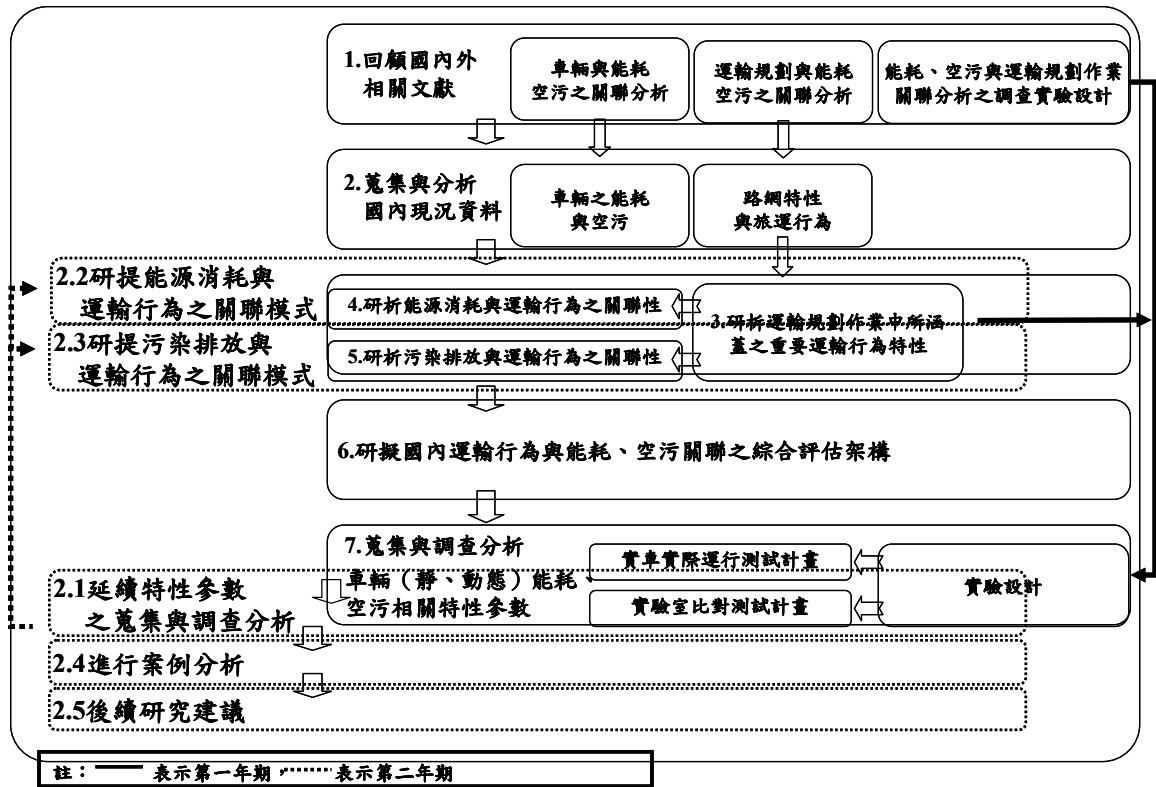 1.回顧國內外
相關文獻
車輛與能耗
空污之關聯分析
運輸規劃與能耗
空污之關聯分析
能耗、空污與運輸規劃作業
關聯分析之調查實驗設計
2.蒐集與分析
國內現況資料
車輛之能耗
與空污
路網特性
與旅運行為
2.2研提能源消耗與
運輸行為之關聯模式
4.研析能源消耗與運輸行為之關聯性
3.研析運輸規劃作業中所涵
蓋之重要運輸行為特性
2.3研提污染排放與
運輸行為之關聯模式
5.研析污染排放與運輸行為之關聯性
6.研擬國內運輸行為與能耗、空污關聯之綜合評估架構
7.蒐集與調查分析
車輛（靜、動態）能耗、
空污相關特性參數
實車實際運行測試計畫
實驗室比對測試計畫
實驗設計
2.1延續特性參數
之蒐集與調查分析
2.4進行案例分析
2.5後續研究建議
註： 表示第一年期， 表示第二年期